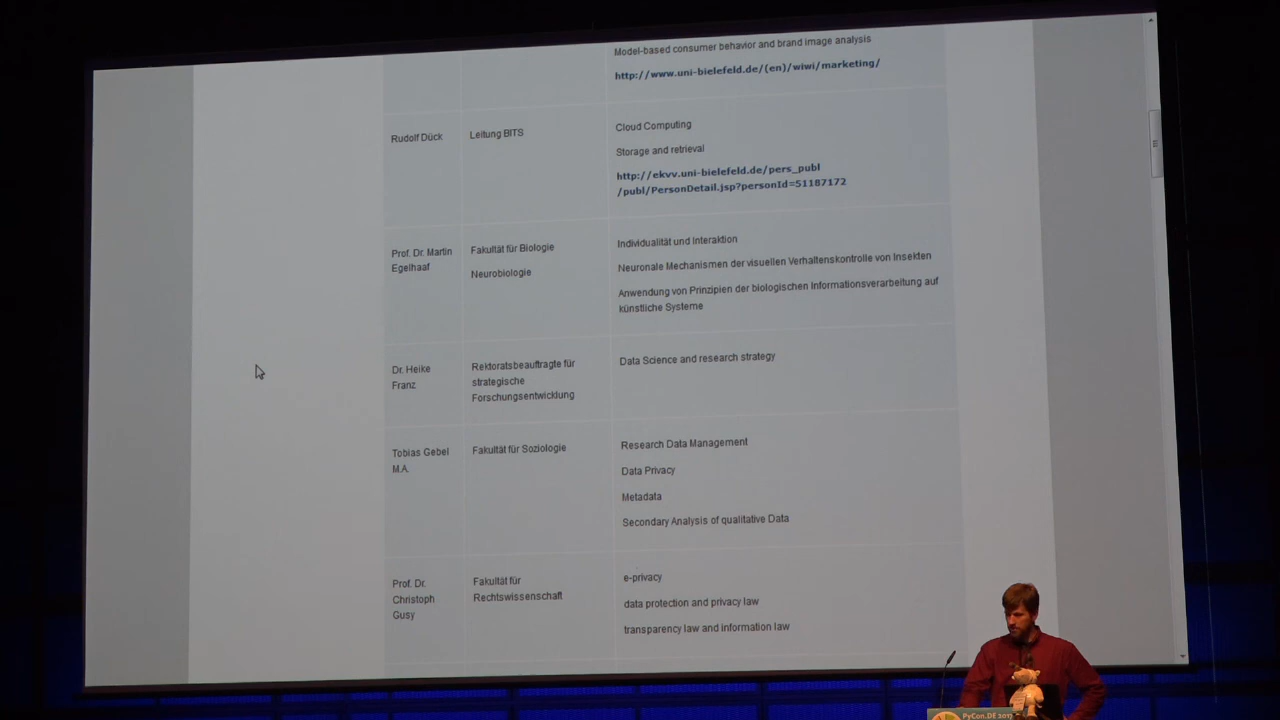 Model-based consumer behavior and brand image analysis
http://www.uni-bielefeld.de/(en)/wiwi/marketing/
Rudolf Dück
Leitung BITS
Cloud Computing
Storage and retrieval
http://ekvv.uni-bielefeld.de/pers_publ
/publ/PersonDetail.jsp?personId=51187172
Prof. Dr. Martin
Egelhaaf
Fakultät für Biologie
Neurobiologie
Individualität und Interaktion
Neuronale Mechanismen der visuellen Verhaltenskontrolle von Insekten
Anwendung von Prinzipien der biologischen Informationsverarbeitung auf
künstliche Systeme
Dr. Heike
Franz
Rektoratsbeauftragte für
strategische
Forschungsentwicklung
Data Science and research strategy
Tobias Gebel
M.A.
Fakultät für Soziologie
Research Data Management
Data Privacy
Metadata
Secondary Analysis of qualitative Data
Prof. Dr.
Christoph
Gusy
Fakultät für
Rechtswissenschaft
e-privacy
data protection and privacy law
transparency law and information law
PyCon.DE 2017